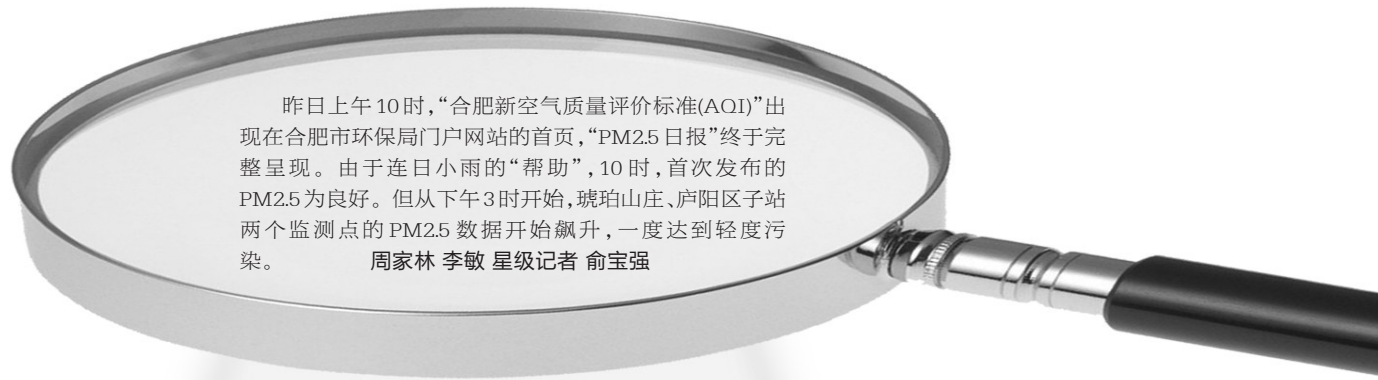 昨日上午10时，“合肥新空气质量评价标准(AQI)”出
现在合肥市环保局门户网站的首页，“PM2.5日报”终于完
整呈现。由于连日小雨的“帮助”，10时，首次发布的
PM2.5为良好。但从下午3时开始，琥珀山庄、庐阳区子站
两个监测点的PM2.5数据开始飙升，一度达到轻度污
染。 周家林 李敏 星级记者 俞宝强